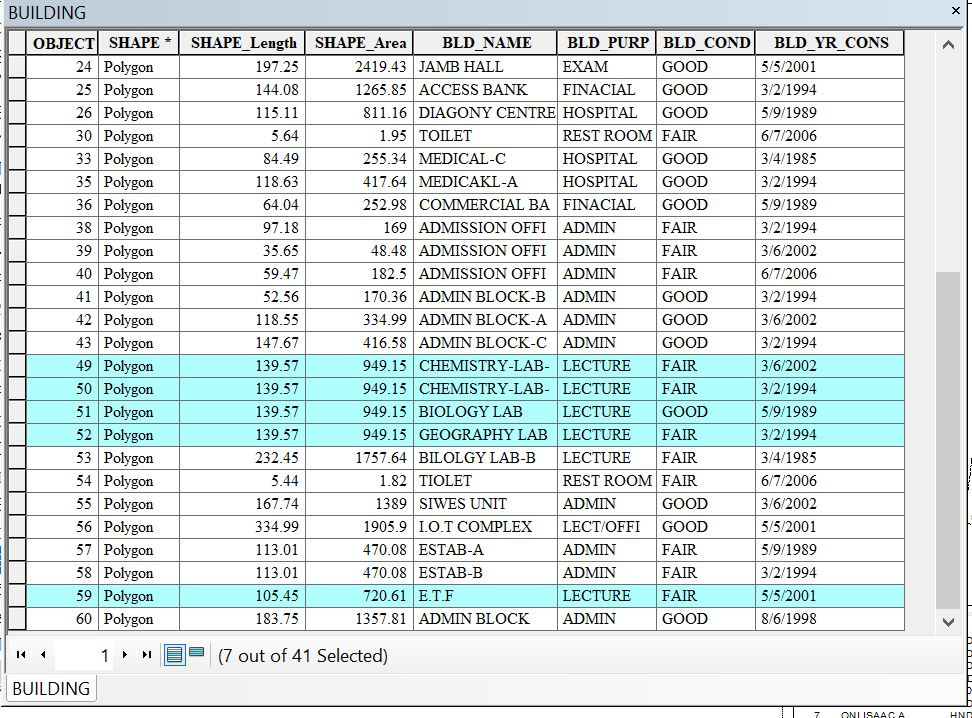 BUILDING
OBJECT SHAPE * SHAPE_Length SHAPE_Area BLD_NAME BLD_PURP BLD_COND BLD_YR_CONS
24 Polygon 197.25 2419.43 JAMB HALL EXAM GOOD 5/5/2001
25 Polygon 144.08 1265.85 ACCESS BANK FINACIAL GOOD 3/2/1994
26 Polygon 115.11 811.16 DIAGONY CENTRE HOSPITAL GOOD 5/9/1989
30 Polygon 5.64 1.95 TOILET REST ROOM FAIR 6/7/2006
33 Polygon 84.49 255.34 MEDICAL-C HOSPITAL GOOD 3/4/1985
35 Polygon 118.63 417.64 MEDICAKL-A HOSPITAL GOOD 3/2/1994
36 Polygon 64.04 252.98 COMMERCIAL BA FINACIAL GOOD 5/9/1989
38 Polygon 97.18 169 ADMISSION OFFI ADMIN FAIR 3/2/1994
39 Polygon 35.65 48.48 ADMISSION OFFI ADMIN FAIR 3/6/2002
40 Polygon 59.47 182.5 ADMISSION OFFI ADMIN FAIR 6/7/2006
41 Polygon 52.56 170.36 ADMIN BLOCK-B ADMIN GOOD 3/2/1994
42 Polygon 118.55 334.99 ADMIN BLOCK-A ADMIN GOOD 3/6/2002
43 Polygon 147.67 416.58 ADMIN BLOCK-C ADMIN GOOD 3/2/1994
49 Polygon 139.57 949.15 CHEMISTRY-LAB- LECTURE FAIR 3/6/2002
50 Polygon 139.57 949.15 CHEMISTRY-LAB- LECTURE FAIR 3/2/1994
51 Polygon 139.57 949.15 BIOLOGY LAB LECTURE GOOD 5/9/1989
52 Polygon 139.57 949.15 GEOGRAPHY LAB LECTURE FAIR 3/2/1994
53 Polygon 232.45 1757.64 BILOLGY LAB-B LECTURE FAIR 3/4/1985
54 Polygon 5.44 1.82 TIOLET REST ROOM FAIR 6/7/2006
55 Polygon 167.74 1389 SIWES UNIT ADMIN GOOD 3/6/2002
56 Polygon 334.99 1905.9 I.O.T COMPLEX LECT/OFFI GOOD 5/5/2001
57 Polygon 113.01 470.08 ESTAB-A ADMIN FAIR 5/9/1989
58 Polygon 113.01 470.08 ESTAB-B ADMIN FAIR 3/2/1994
59 Polygon 105.45 720.61 E.T.F LECTURE FAIR 5/5/2001
60 Polygon 183.75 1357.81 ADMIN BLOCK ADMIN GOOD 8/6/1998
1 (7 out of 41 Selected)
BUILDING
7 ONI ISAAC A HND